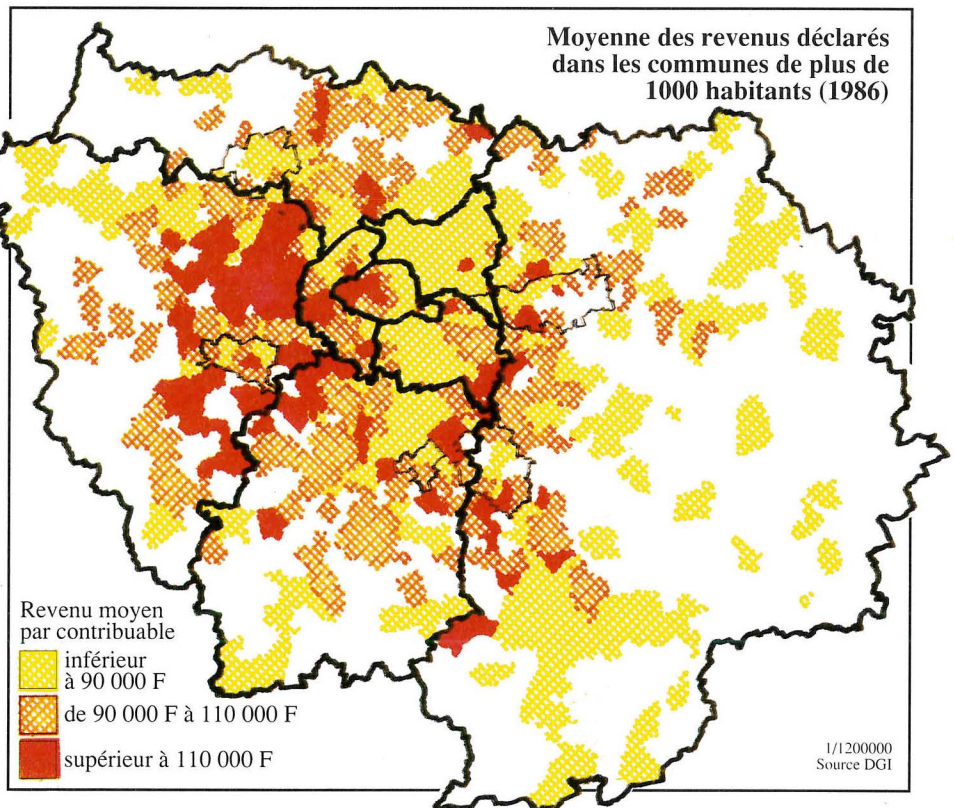 Moyenne des revenus déclarés
dans les communes de plus de
1000 habitants (1986)
Revenu moyen
par contribuable
inférieur
à 90 000 F
de 90 000 F à 110 000 F
supérieur à 110 000 F
1/1200000
Source DGI